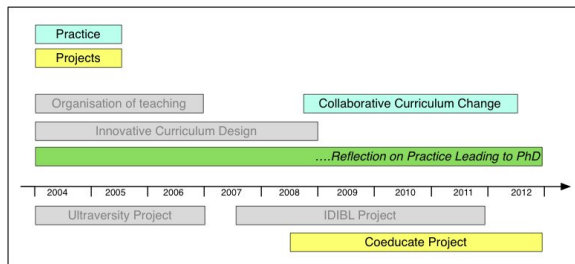 Practice
Projects
Organisation of teaching
Collaborative Curriculum Change
Innovative Curriculum Design
....Reflection on Practice Leading to PhD
2004 2005 2006 2007 2008 2009 2010 2011 2012
Ultraversity Project
IDIBL Project
Coeducate Project